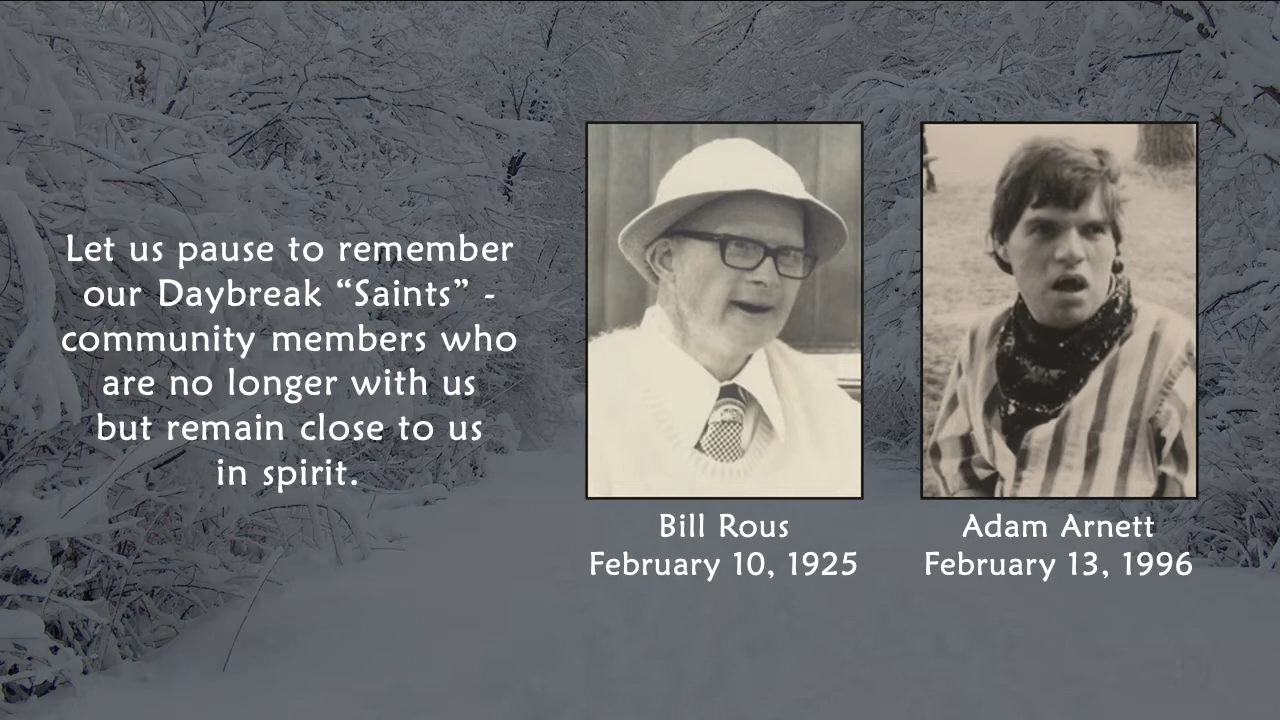 Let us pause to remember
our Daybreak “Saints” -
community members who
are no longer with us
but remain close to us
in spirit.
Bill Rous
February 10, 1925
Adam Arnett
February 13, 1996